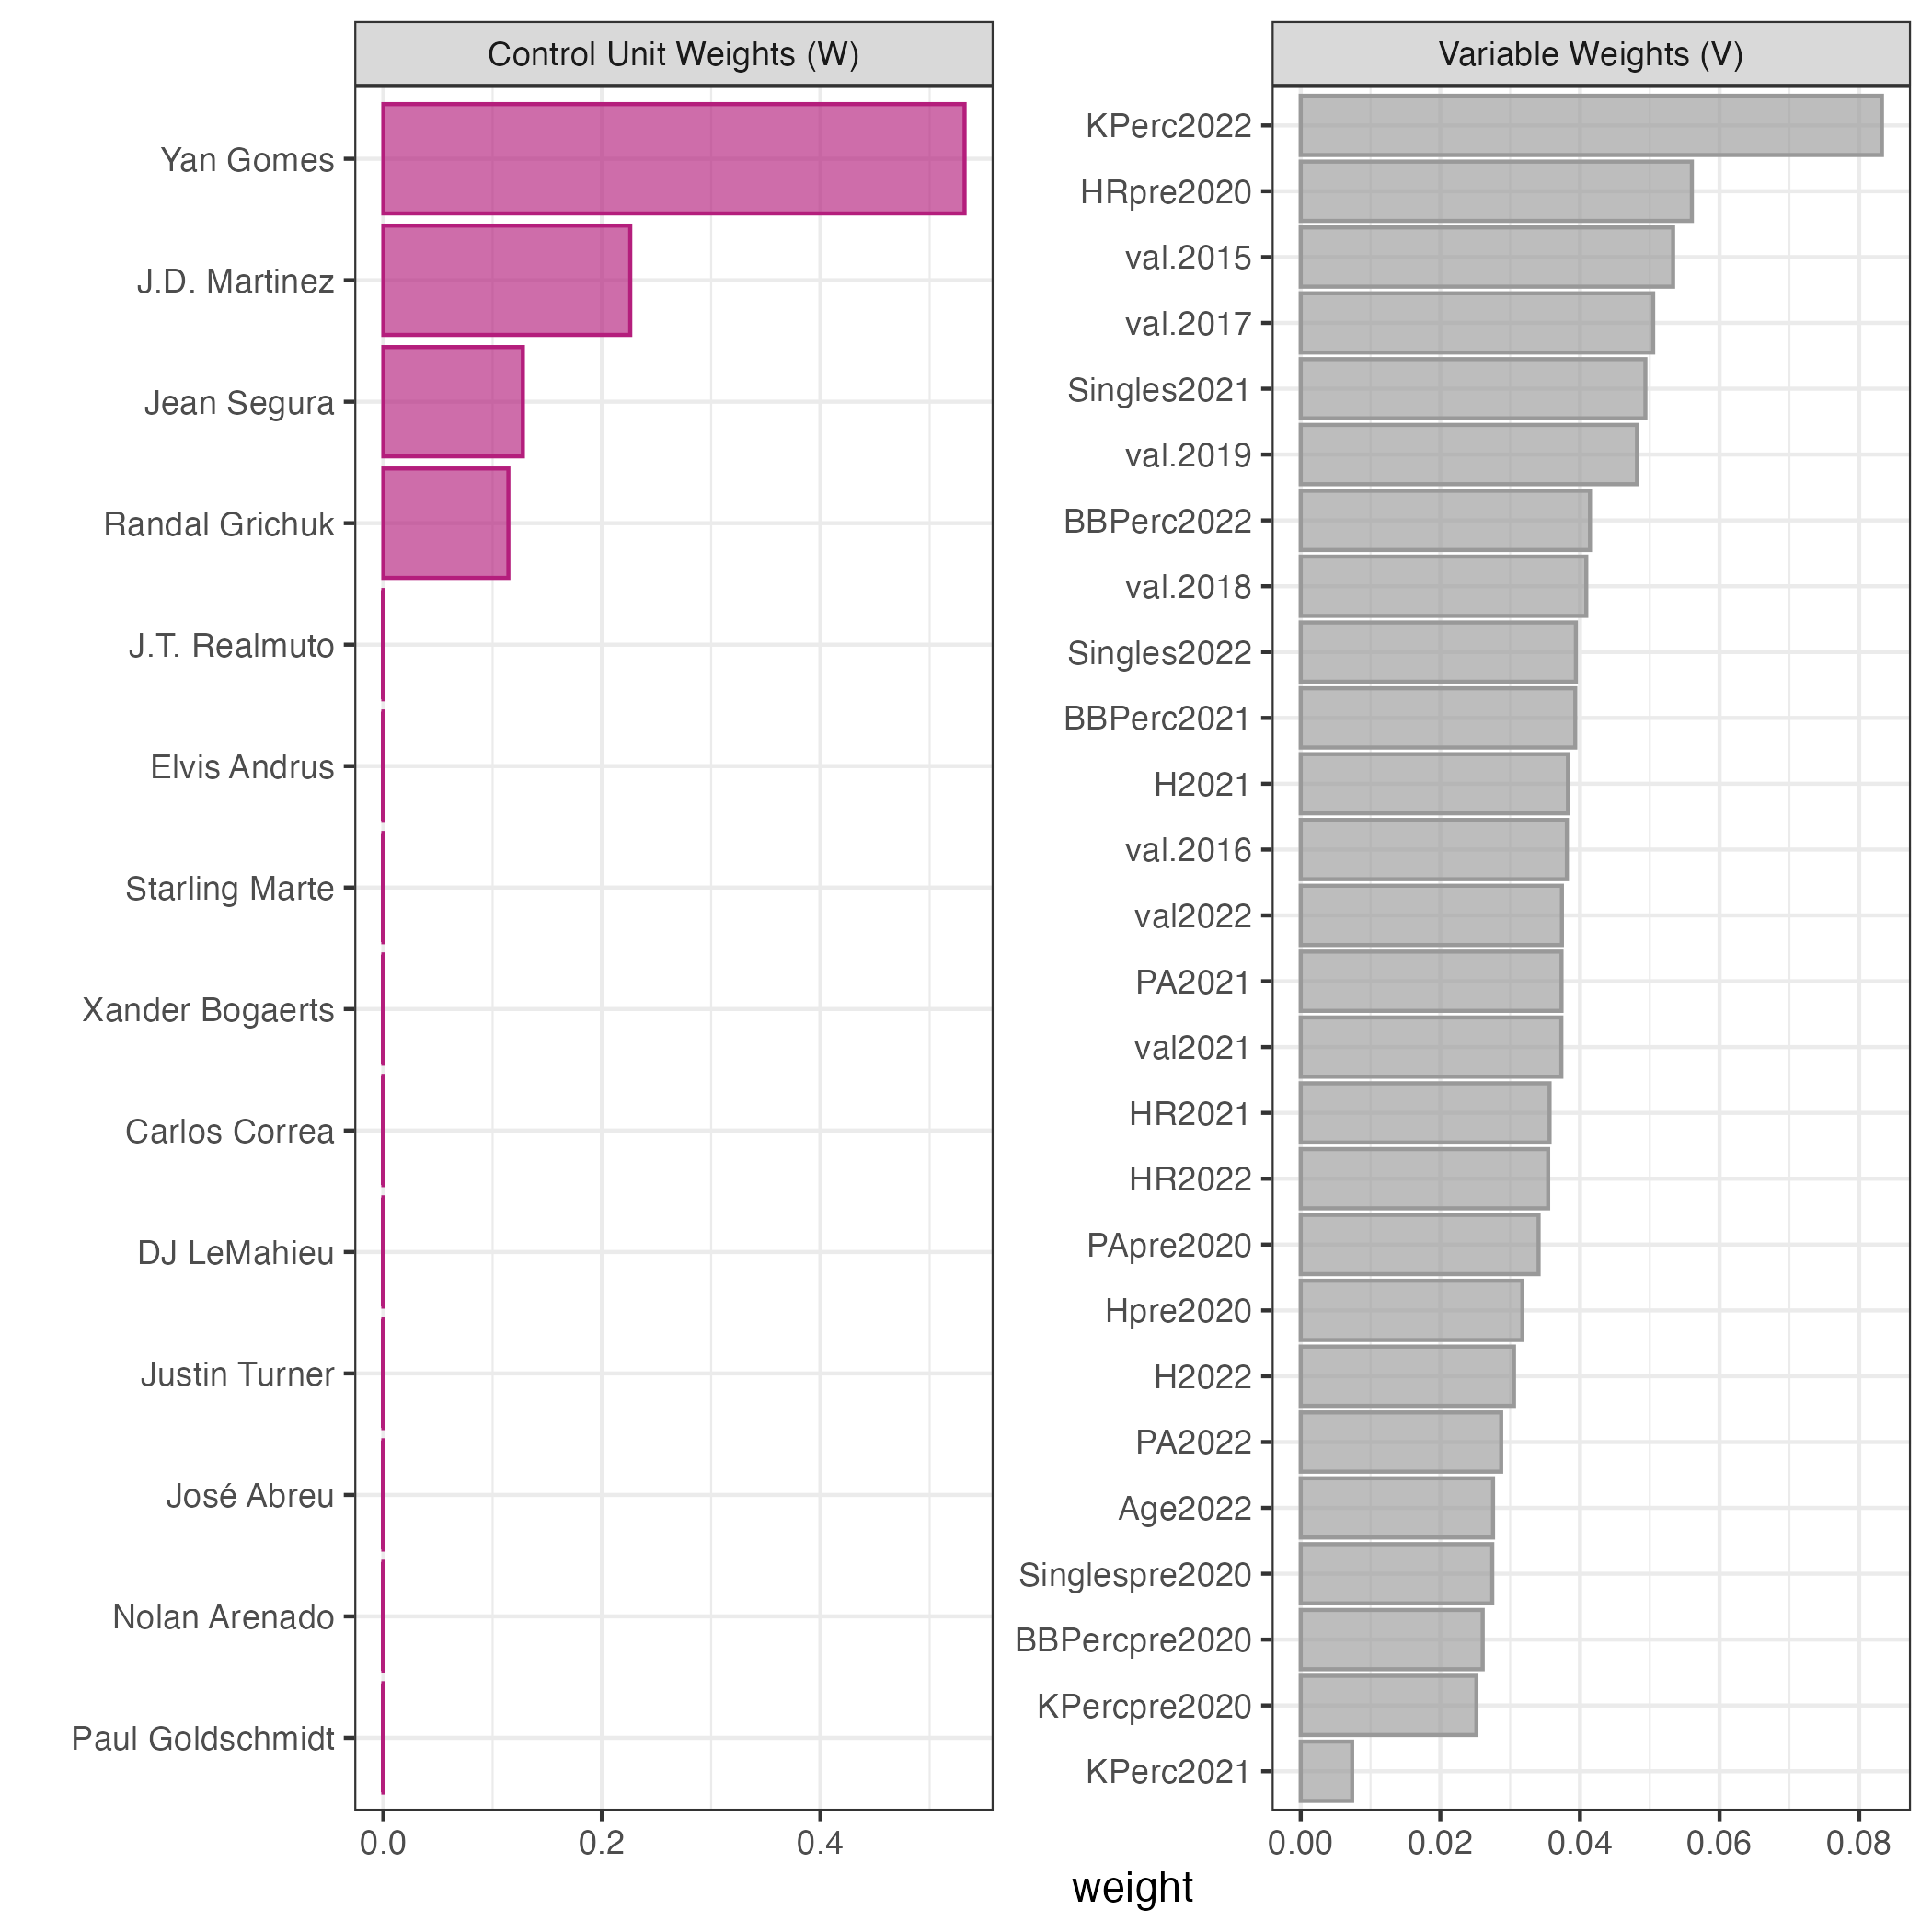 Control Unit Weights (W)
Yan Gomes
J.D. Martinez
Jean Segura
Randal Grichuk
J.T. Realmuto
Elvis Andrus
Starling Marte
Xander Bogaerts
Carlos Correa
DJ LeMahieu
Justin Turner
José Abreu
Nolan Arenado
Paul Goldschmidt
0.0 0.2 0.4
Variable Weights (V)
KPerc2022
HRpre2020
val.2015
val.2017
Singles2021
val.2019
BBPerc2022
val.2018
Singles2022
BBPerc2021
H2021
val.2016
val2022
PA2021
val2021
HR2021
HR2022
PApre2020
Hpre2020
H2022
PA2022
Age2022
Singlespre2020
BBPercpre2020
KPercpre2020
KPerc2021
0.00 0.02 0.04 0.06 0.08
weight